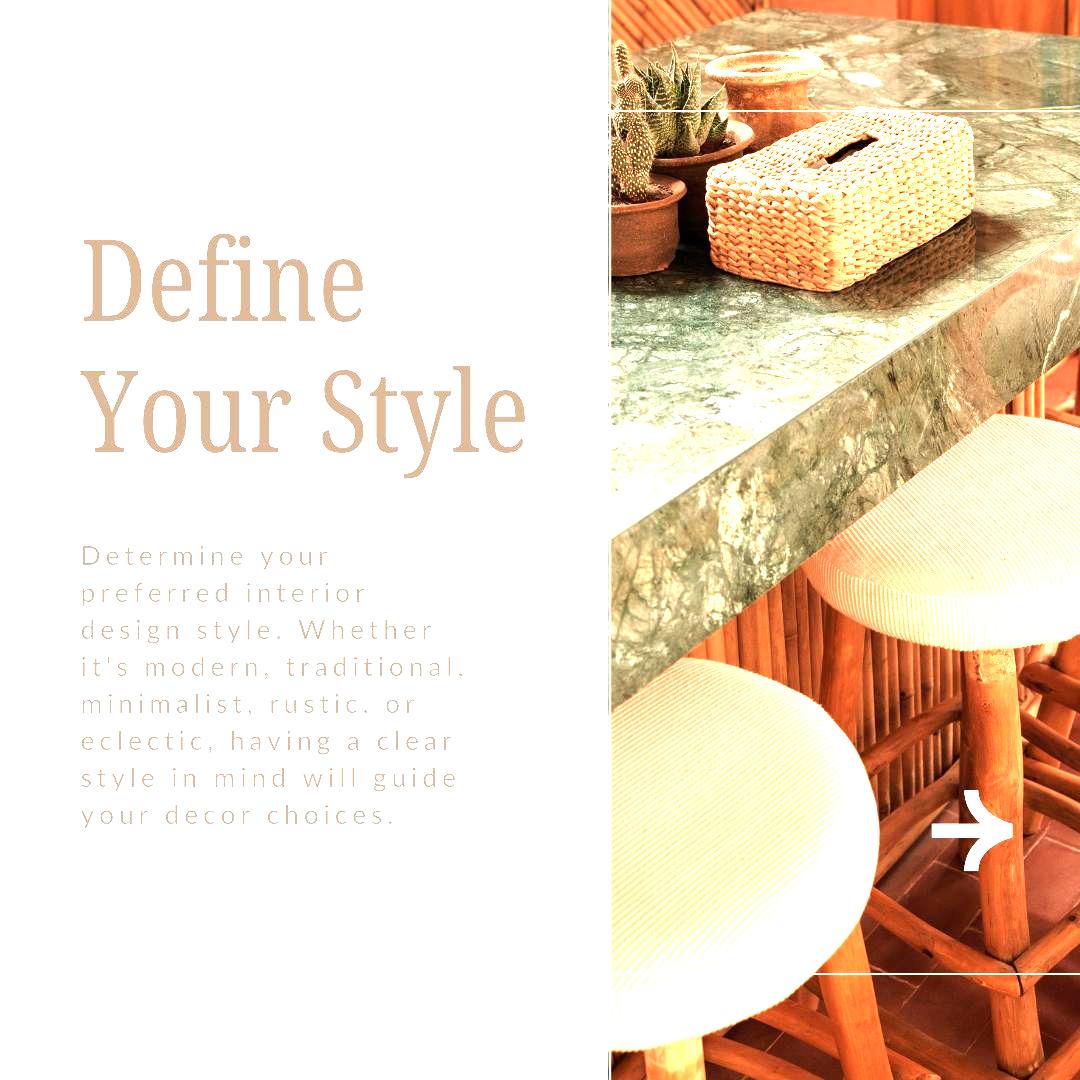 Define
Your Style
Determine your
preferred interior
design style. Whether
it's modern, traditional,
minimalist, rustic, or
eclectic, having a clear
style in mind will guide
your decor choices.